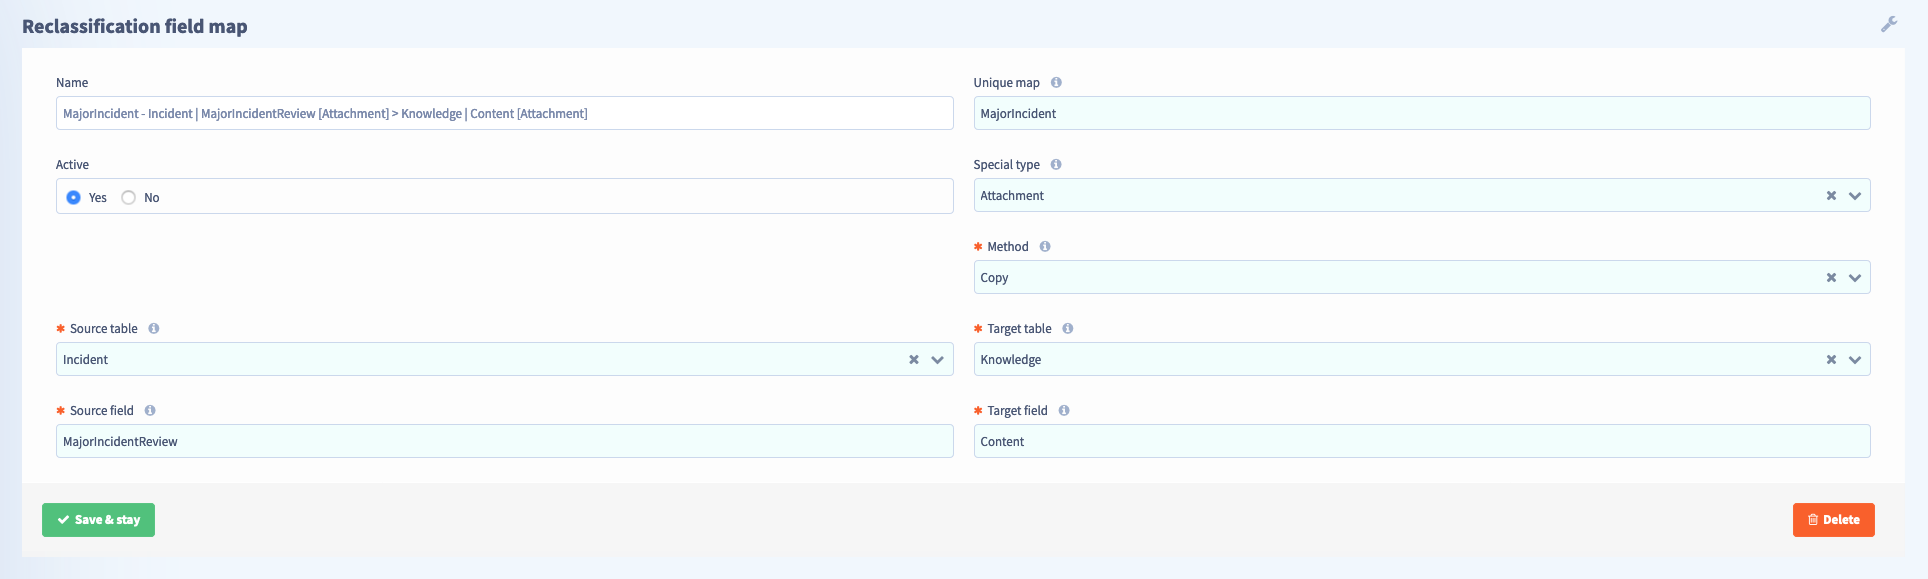 Reclassification field map
Name
MajorIncident - Incident | MajorIncidentReview [Attachment] > Knowledge | Content [Attachment]
Unique map
MajorIncident
Active
Yes No
Special type
Attachment
* Method
Copy
* Source table
Incident
* Target table
Knowledge
* Source field
MajorIncidentReview
* Target field
Content
Save & stay
Delete